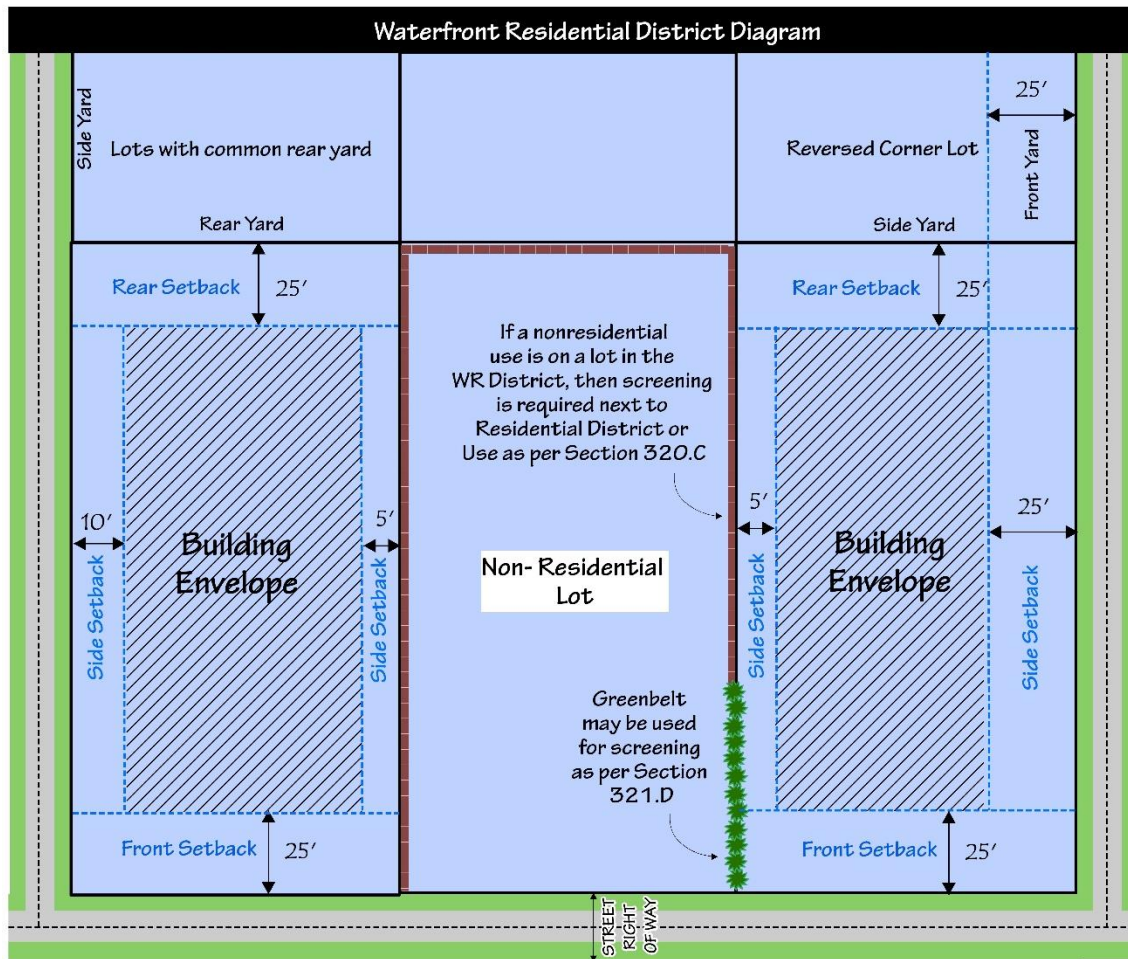 Waterfront Residential District Diagram
Side Yard
Lots with common rear yard
Rear Yard
Reversed Corner Lot
25'
Front Yard
Side Yard
Rear Setback
25'
Rear Setback
25'
If a nonresidential
use is on a lot in the
WR District, then screening
is required next to
Residential District or
Use as per Section 320.C
10'
Side Setback
Building
Envelope
5'
Side Setback
Non- Residential
Lot
5'
Side Setback
Building
Envelope
25'
Side Setback
Greenbelt
may be used
for screening
as per Section
321.D
Front Setback
25'
Front Setback
25'
STREET
RIGHT
OF WAY